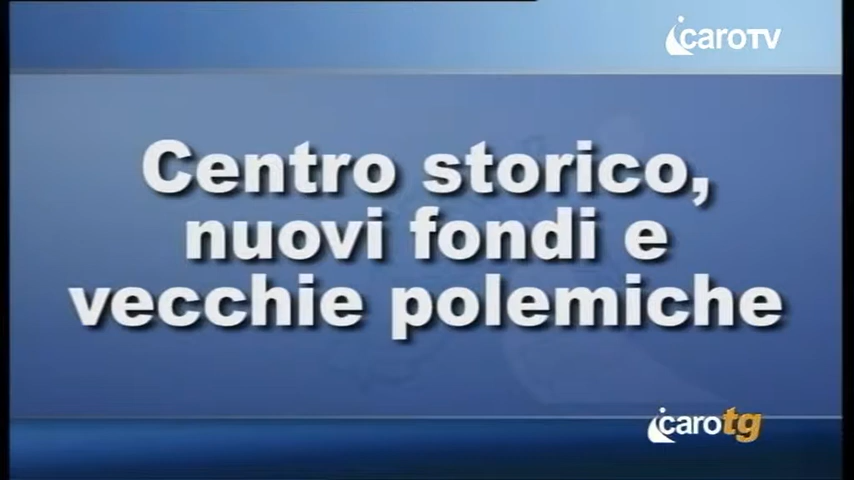 icaroTV
Centro storico,
nuovi fondi e
vecchie polemiche
icarotg